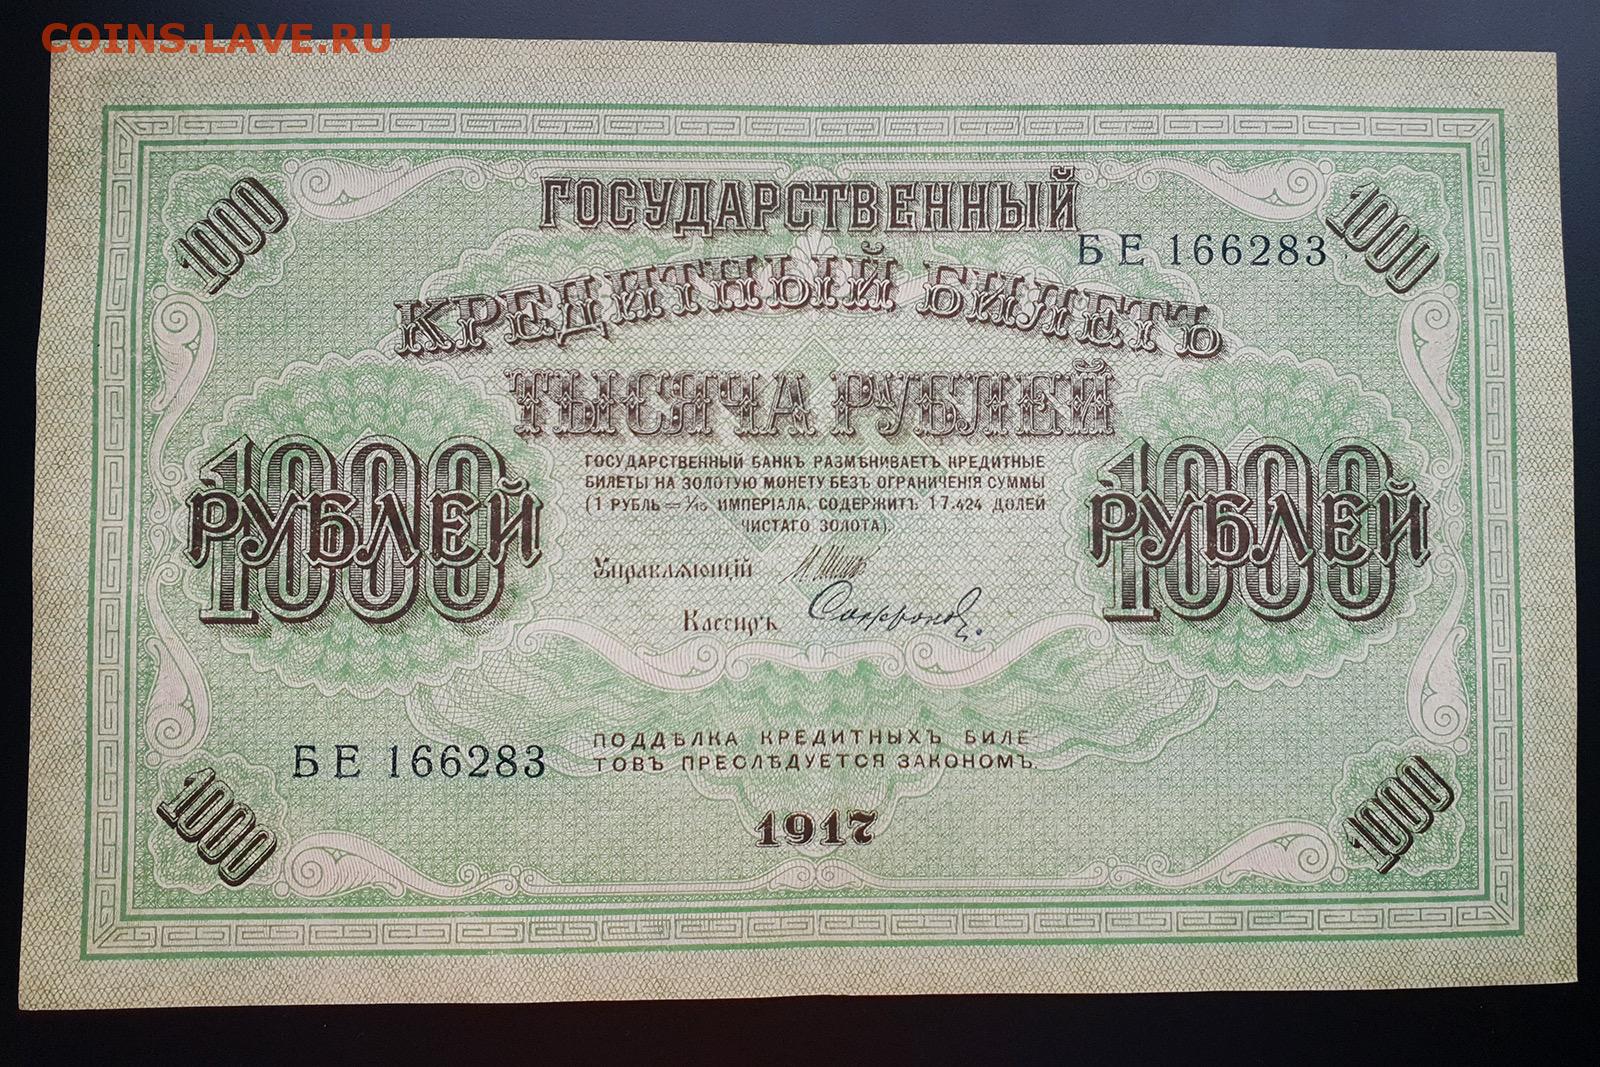 COINS.LAVE.RU
1000
1000
ГОСУДАРСТВЕННЫЙ
БЕ 166283
КРЕДИТНЫЙ БИЛЕТЪ
ТЫСЯЧА РУБЛЕЙ
1000
РУБЛЕЙ
ГОСУДАРСТВЕННЫЙ БАНКЪ РАЗМѢНИВАЕТЪ КРЕДИТНЫЕ
БИЛЕТЫ НА ЗОЛОТУЮ МОНЕТУ БЕЗЪ ОГРАНИЧЕНІЯ СУММЫ
(1 РУБЛЬ = 1/15 ИМПЕРІАЛА, СОДЕРЖИТЪ 17.424 ДОЛЕЙ
ЧИСТАГО ЗОЛОТА).
1000
РУБЛЕЙ
Управляющій И. Шипов
Кассиръ Софронов
БЕ 166283
ПОДДѢЛКА КРЕДИТНЫХЪ БИЛЕ
ТОВЪ ПРЕСЛѢДУЕТСЯ ЗАКОНОМЪ.
1917
1000
1000